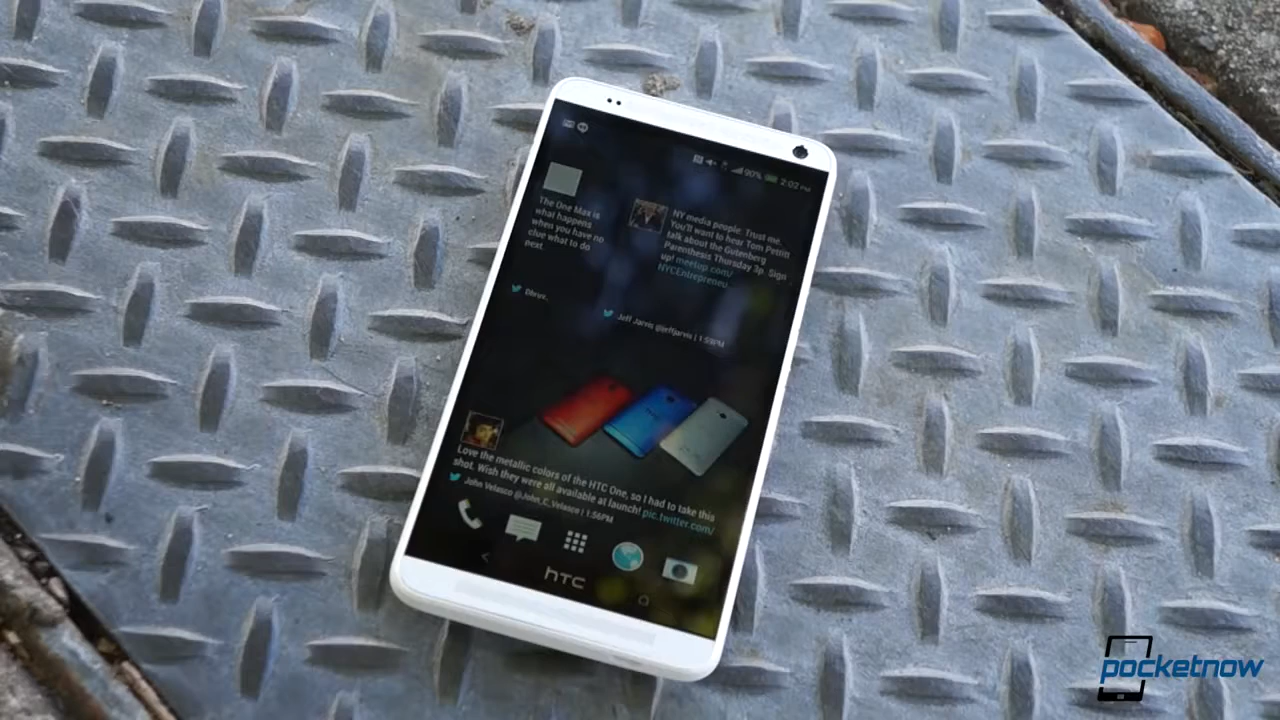 90% 2:02 PM
The One Max is
what happens
when you have no
clue what to do
next.
Dhruv.
NY media people. Trust me.
You'll want to hear Tom Pettitt
talk about the Gutenberg
Parenthesis Thursday 3p. Sign
up! meetup.com/
NYCEntrepreneu
Jeff Jarvis @jeffjarvis | 1:59PM
Love the metallic colors of the HTC One, so I had to take this
shot. Wish they were all available at launch! pic.twitter.com/
John Velasco @John_C_Velasco | 1:56PM
hTC
pocketnow